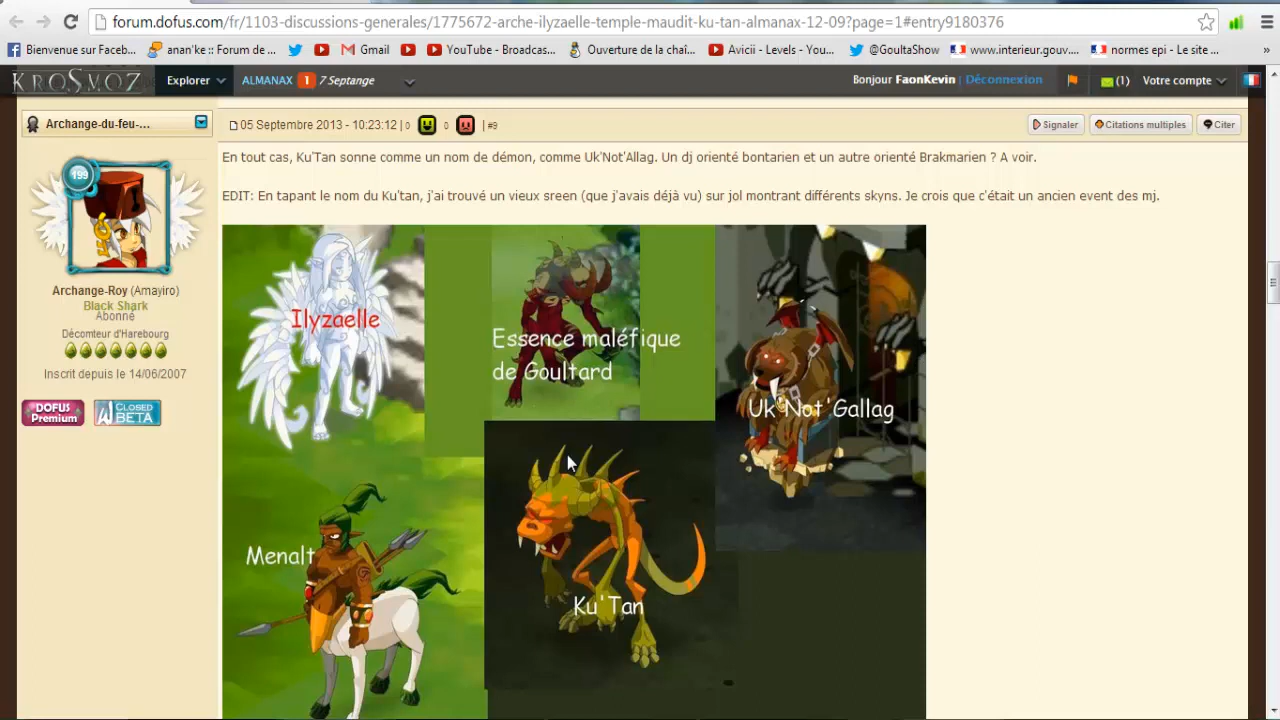 forum.dofus.com/fr/1103-discussions-generales/1775672-arche-ilyzaelle-temple-maudit-ku-tan-almanax-12-09?page=1#entry9180376
Bienvenue sur Faceb... ana'nke :: Forum de ... Gmail YouTube - Broadcas... Ouverture de la chaî... Avicii - Levels - You... @GoultaShow www.interieur.gouv.... normes epi - Le site ...
KROSMOZ Explorer ALMANAX 1 7 Septange Bonjour FaonKevin | Déconnexion (1) Votre compte
Archange-du-feu-... 05 Septembre 2013 - 10:23:12 | 0 0 | #9 Signaler Citations multiples Citer
En tout cas, Ku'Tan sonne comme un nom de démon, comme Uk'Not'Allag. Un dj orienté bontarien et un autre orienté Brakmarien ? A voir.
EDIT: En tapant le nom du Ku'tan, j'ai trouvé un vieux sreen (que j'avais déjà vu) sur jol montrant différents skyns. Je crois que c'était un ancien event des mj.
199
Archange-Roy (Amayiro)
Black Shark
Abonné
Décomteur d'Harebourg
Inscrit depuis le 14/06/2007
DOFUS Premium
CLOSED BETA
Ilyzaelle
Essence maléfique
de Goultard
Uk'Not'Gallag
Menalt
Ku'Tan